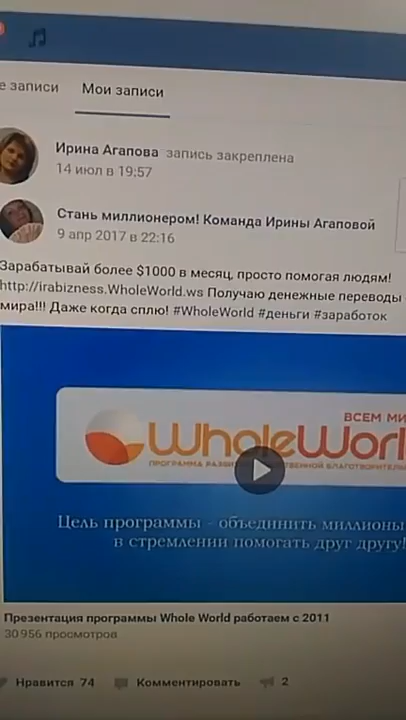 е записи Мои записи
Ирина Агапова запись закреплена
14 июл в 19:57
Стань миллионером! Команда Ирины Агаповой
9 апр 2017 в 22:16
Зарабатывай более $1000 в месяц, просто помогая людям!
http://irabizness.WholeWorld.ws Получаю денежные переводы
мира!!! Даже когда сплю! #WholeWorld #деньги #заработок
ВСЕМ МИ
WholeWorl
ПРОГРАММА
Цель программы - объединить миллионы
в стремлении помогать друг другу!
Презентация программы Whole World работаем с 2011
30 956 просмотров
Нравится 74 Комментировать 2